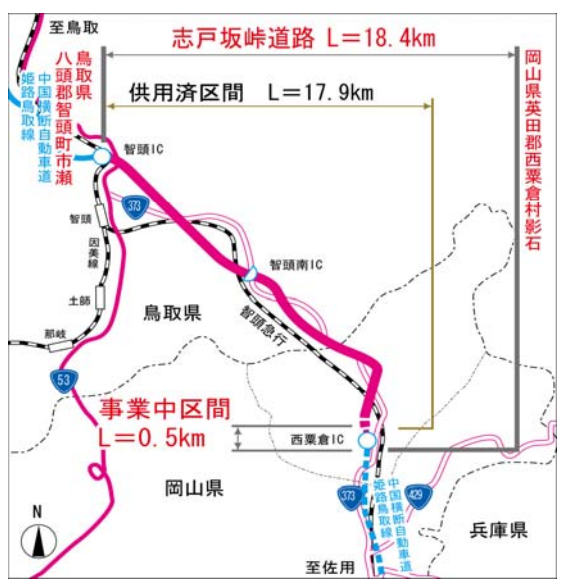 至鳥取
志戸坂峠道路 L＝18.4km
供用済区間 L＝17.9km
鳥取県
八頭郡智頭町市瀬
中国横断自動車道
姫路鳥取線
岡山県英田郡西粟倉村影石
智頭IC
373
智頭
因美線
智頭南IC
土師
鳥取県
智頭急行
那岐
53
事業中区間
L＝0.5km
西粟倉IC
岡山県
373
中国横断自動車道
姫路鳥取線
429
兵庫県
N
至佐用